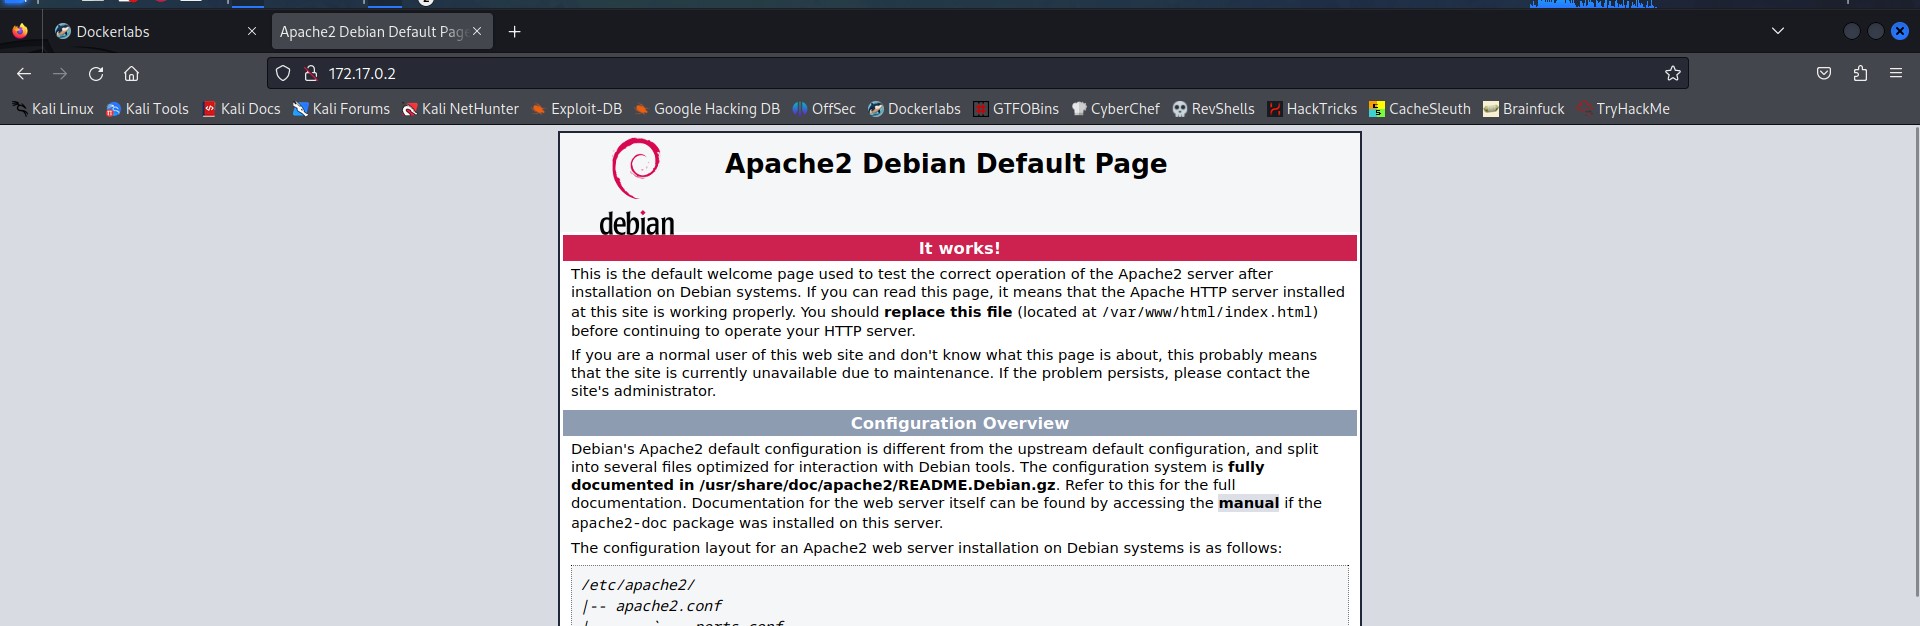 Dockerlabs
Apache2 Debian Default Page
172.17.0.2
Kali Linux Kali Tools Kali Docs Kali Forums Kali NetHunter Exploit-DB Google Hacking DB OffSec Dockerlabs GTFOBins CyberChef RevShells HackTricks CacheSleuth Brainfuck TryHackMe
debian
Apache2 Debian Default Page
It works!
This is the default welcome page used to test the correct operation of the Apache2 server after
installation on Debian systems. If you can read this page, it means that the Apache HTTP server installed
at this site is working properly. You should replace this file (located at /var/www/html/index.html)
before continuing to operate your HTTP server.
If you are a normal user of this web site and don't know what this page is about, this probably means
that the site is currently unavailable due to maintenance. If the problem persists, please contact the
site's administrator.
Configuration Overview
Debian's Apache2 default configuration is different from the upstream default configuration, and split
into several files optimized for interaction with Debian tools. The configuration system is fully
documented in /usr/share/doc/apache2/README.Debian.gz. Refer to this for the full
documentation. Documentation for the web server itself can be found by accessing the manual if the
apache2-doc package was installed on this server.
The configuration layout for an Apache2 web server installation on Debian systems is as follows:
/etc/apache2/
|-- apache2.conf